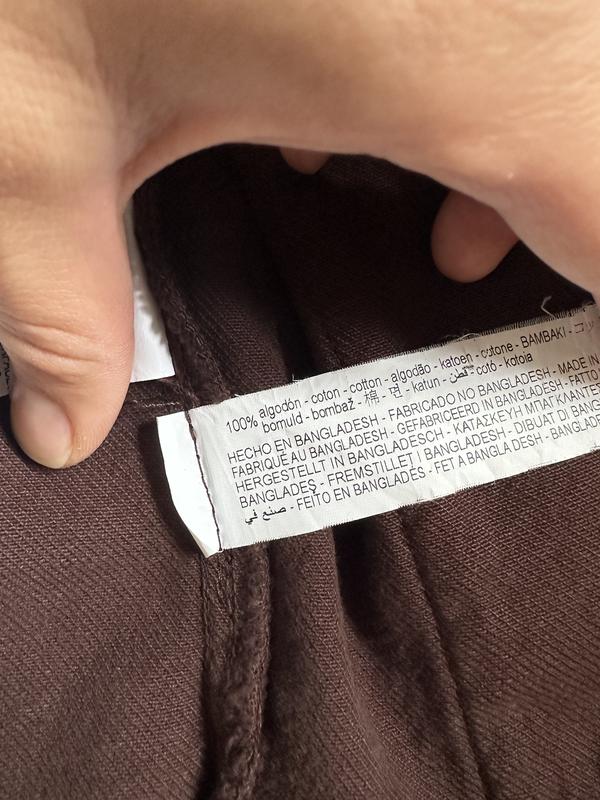 100% algodón - coton - cotton - algodão - katoen - cotone - BAMBAKI -
bomuld - bombaž - 棉 - 면 - katun - قطن - cotó - kotoia
HECHO EN BANGLADESH - FABRICADO NO BANGLADESH - MADE IN
FABRIQUÉ AU BANGLADESH - GEFABRICEERD IN BANGLADESH - FATTO
HERGESTELLT IN BANGLADESCH - ΚΑΤΑΣΚΕΥΗ ΜΠΑΓΚΛΑΝΤΕΣ
BANGLADEŞ - FREMSTILLET I BANGLADESH - DIBUAT DI BANG
صنع في - FEITO EN BANGLADÉS - FET A BANGLA DESH - BANGLADE